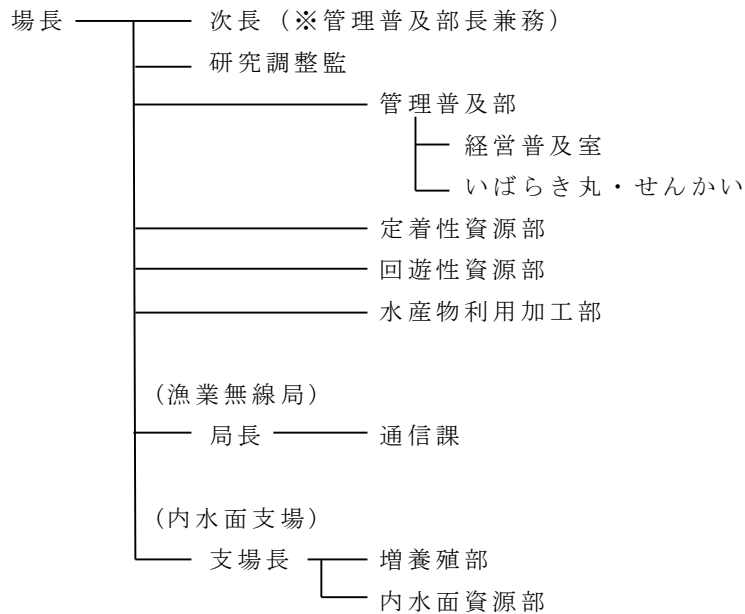 場長 次長（※管理普及部長兼務）
研究調整監
管理普及部
経営普及室
いばらき丸・せんかい
定着性資源部
回遊性資源部
水産物利用加工部
(漁業無線局)
局長 通信課
(内水面支場)
支場長 増養殖部
内水面資源部